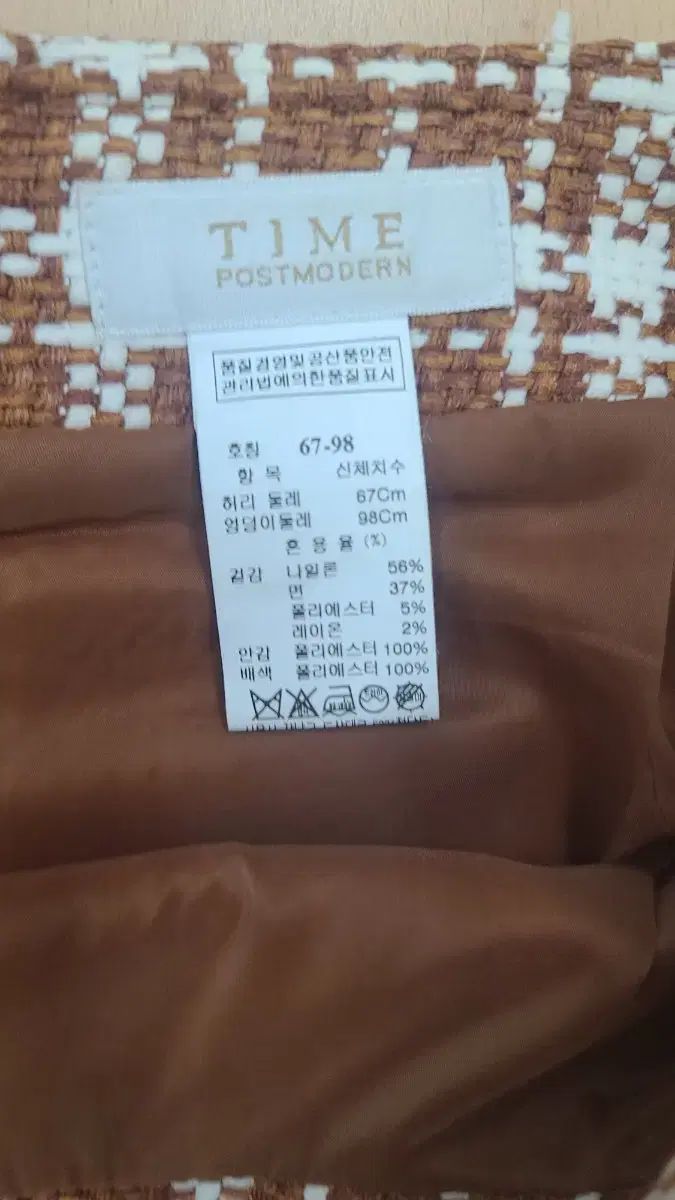 TIME
POSTMODERN
품질경영및공산품안전
관리법에의한품질표시
호칭 67-98
항 목 신체치수
허리 둘레 67Cm
엉덩이둘레 98Cm
혼 용 율 (%)
겉감 나일론 56%
면 37%
폴리에스터 5%
레이온 2%
안감 폴리에스터 100%
배색 폴리에스터 100%